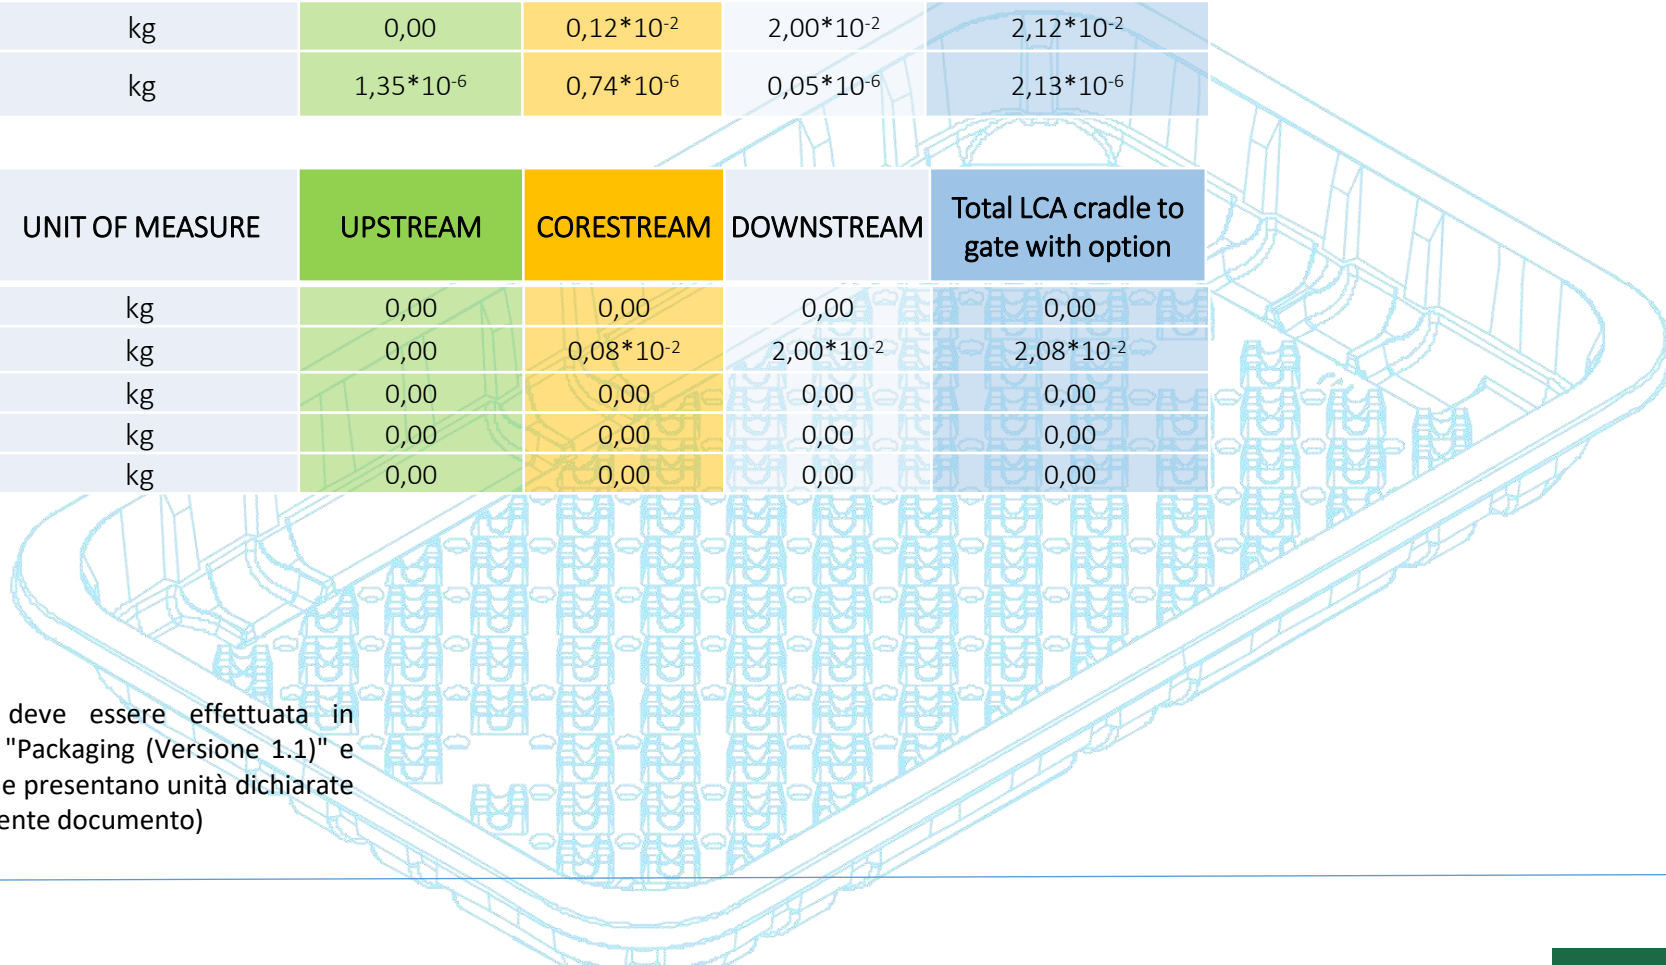 kg 0,00 0,12*10-2 2,00*10-2 2,12*10-2
kg 1,35*10-6 0,74*10-6 0,05*10-6 2,13*10-6
UNIT OF MEASURE UPSTREAM CORESTREAM DOWNSTREAM Total LCA cradle to
gate with option
kg 0,00 0,00 0,00 0,00
kg 0,00 0,08*10-2 2,00*10-2 2,08*10-2
kg 0,00 0,00 0,00 0,00
kg 0,00 0,00 0,00 0,00
kg 0,00 0,00 0,00 0,00
deve essere effettuata in
"Packaging (Versione 1.1)" e
e presentano unità dichiarate
ente documento)